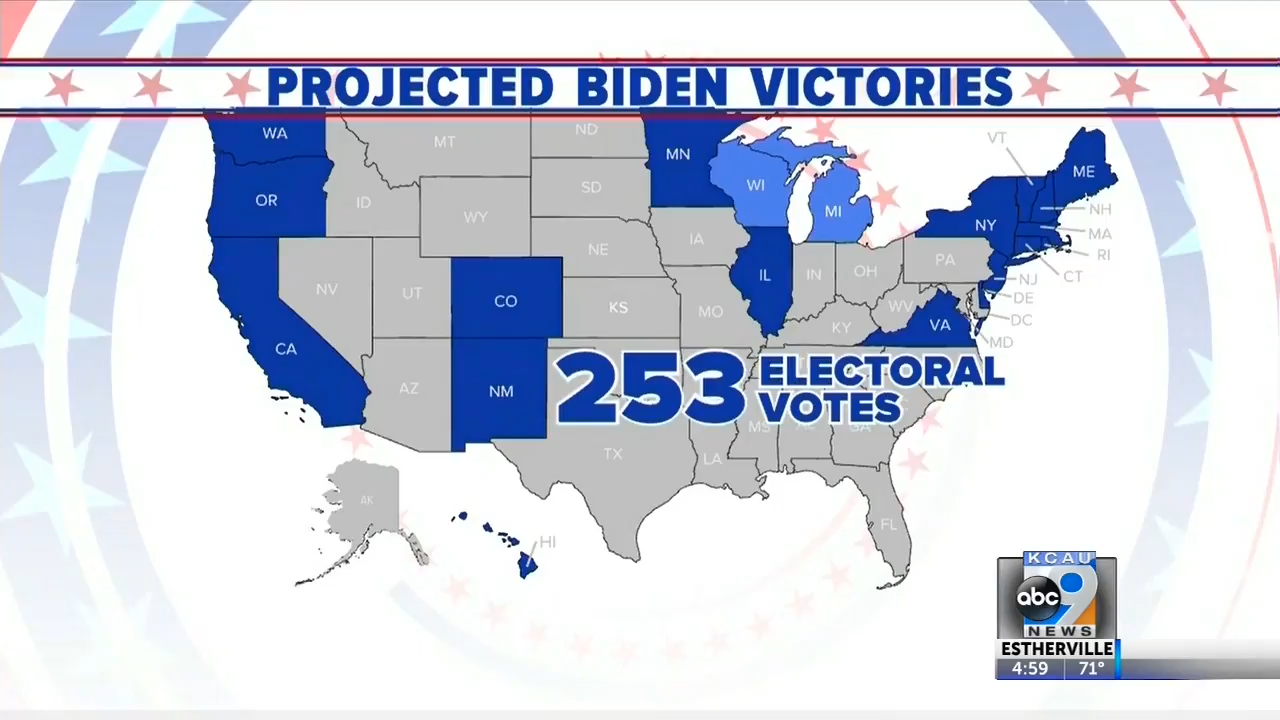 PROJECTED BIDEN VICTORIES
WA
MT
ND
MN
VT
ME
OR
ID
SD
WI
MI
NH
WY
NY
MA
IA
RI
NE
PA
CT
NV
UT
CO
IL
IN
OH
NJ
DE
KS
MO
WV
DC
KY
VA
MD
CA
AZ
NM
253 ELECTORAL
VOTES
MS
AL
GA
TX
LA
AK
FL
HI
KCAU
abc 9
NEWS
ESTHERVILLE
4:59 71°